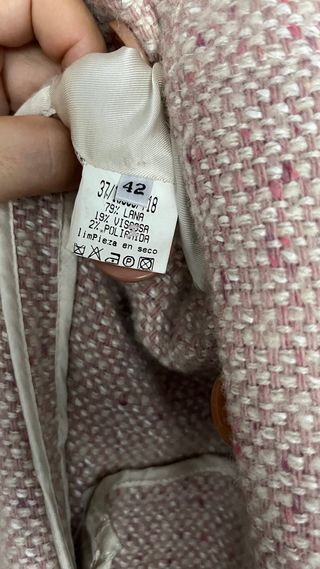 42
79% LANA
19% VISCOSA
2% POLIAMIDA
limPieza en seco